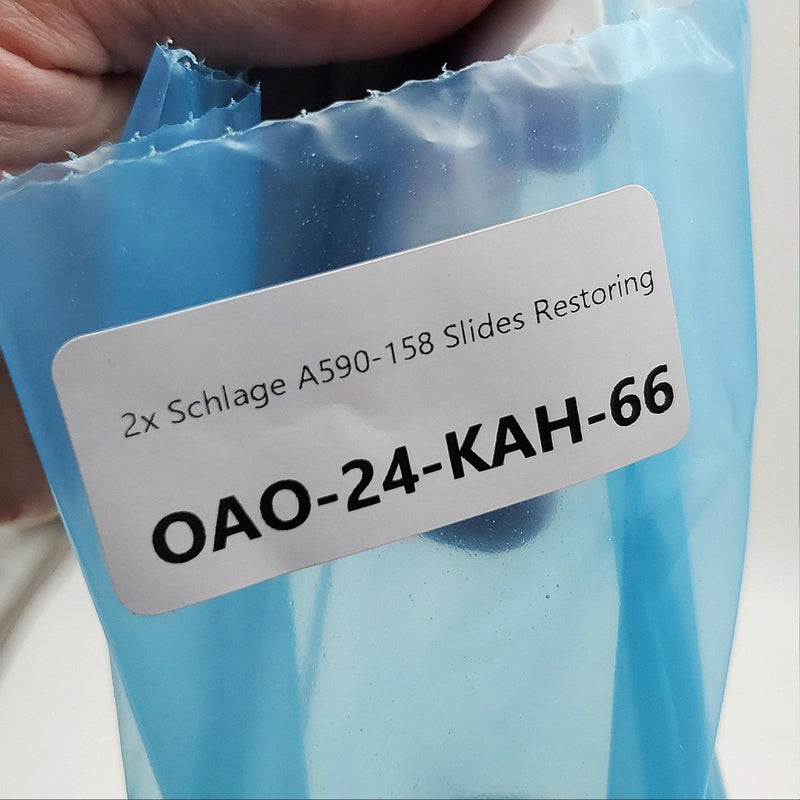 2x Schlage A590-158 Slides Restoring
OAO-24-KAH-66